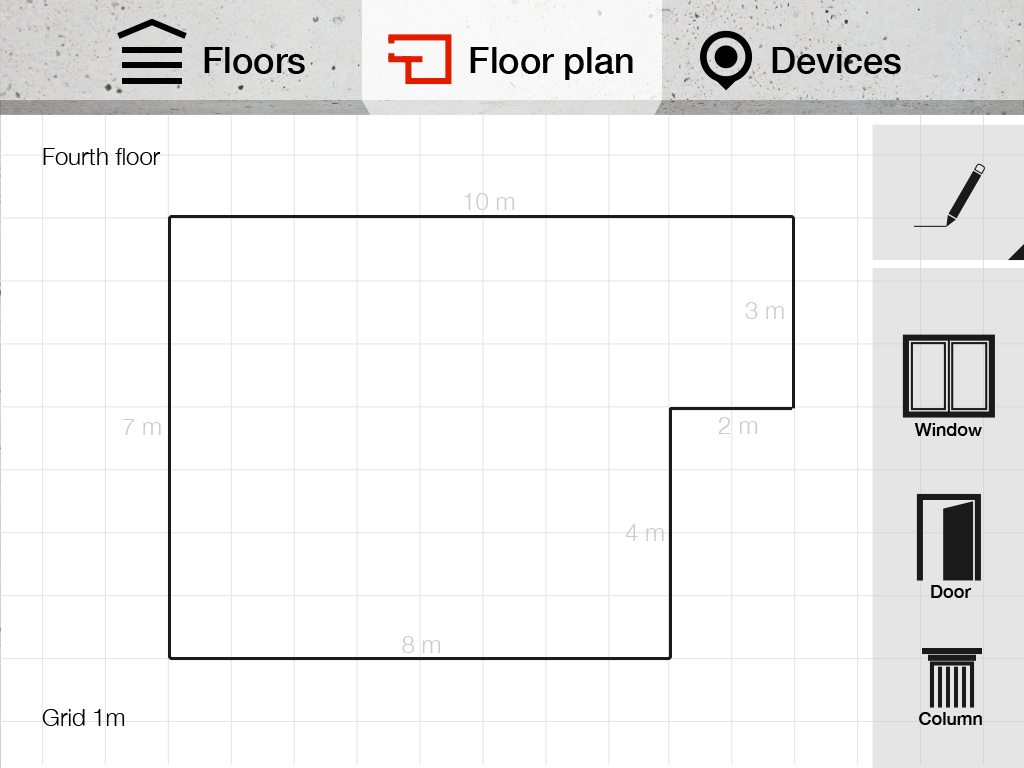 Floors
Floor plan
Devices
Fourth floor
10 m
3 m
7 m
2 m
4 m
8 m
Grid 1m
Window
Door
Column